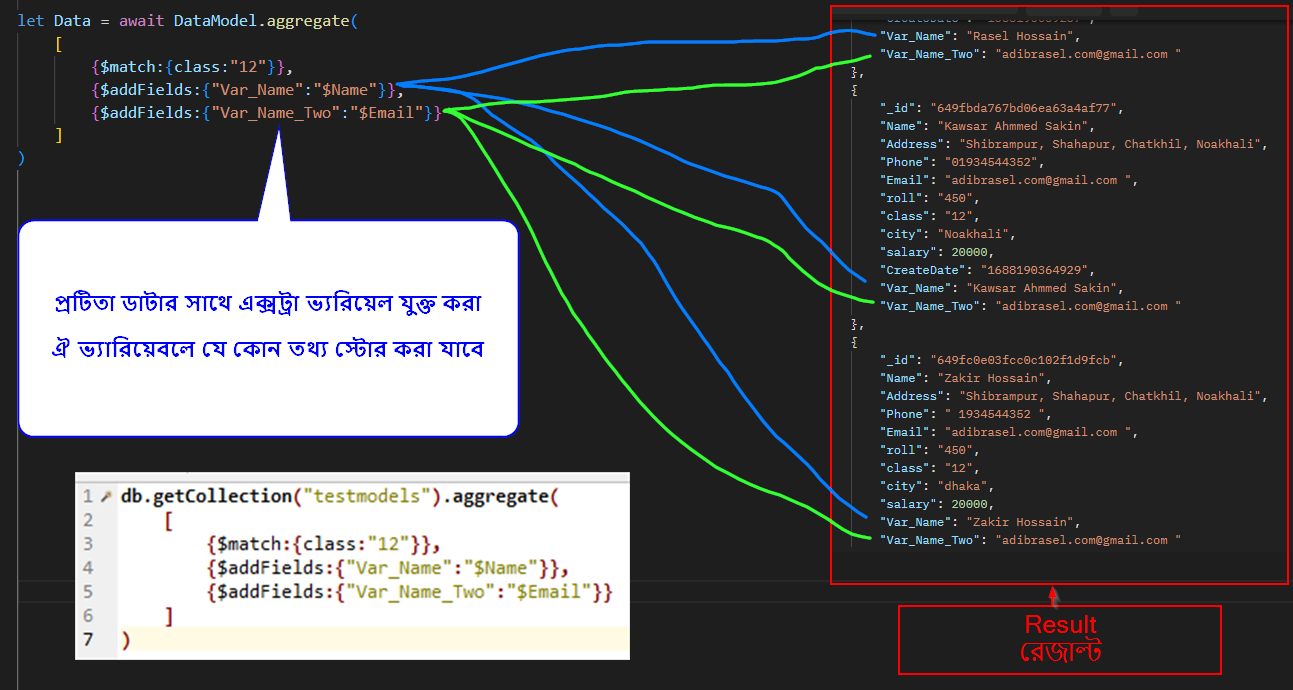 let Data = await DataModel.aggregate(
[
{$match:{class:"12"}},
{$addFields:{"Var_Name":"$Name"}},
{$addFields:{"Var_Name_Two":"$Email"}}
]
)
প্রটিতা ডাটার সাথে এক্সট্রা ভ্যরিয়েল যুক্ত করা
ঐ ভ্যারিয়েবলে যে কোন তথ্য স্টোর করা যাবে
1 db.getCollection("testmodels").aggregate(
2 [
3 {$match:{class:"12"}},
4 {$addFields:{"Var_Name":"$Name"}},
5 {$addFields:{"Var_Name_Two":"$Email"}}
6 ]
7 )
"Var_Name": "Rasel Hossain",
"Var_Name_Two": "adibrasel.com@gmail.com "
},
{
"_id": "649fbda767bd06ea63a4af77",
"Name": "Kawsar Ahmmed Sakin",
"Address": "Shibrampur, Shahapur, Chatkhil, Noakhali",
"Phone": "01934544352",
"Email": "adibrasel.com@gmail.com ",
"roll": "450",
"class": "12",
"city": "Noakhali",
"salary": 20000,
"CreateDate": "1688190364929",
"Var_Name": "Kawsar Ahmmed Sakin",
"Var_Name_Two": "adibrasel.com@gmail.com "
},
{
"_id": "649fc0e03fcc0c102f1d9fcb",
"Name": "Zakir Hossain",
"Address": "Shibrampur, Shahapur, Chatkhil, Noakhali",
"Phone": " 1934544352 ",
"Email": "adibrasel.com@gmail.com ",
"roll": "450",
"class": "12",
"city": "dhaka",
"salary": 20000,
"Var_Name": "Zakir Hossain",
"Var_Name_Two": "adibrasel.com@gmail.com "
Result
রেজাল্ট